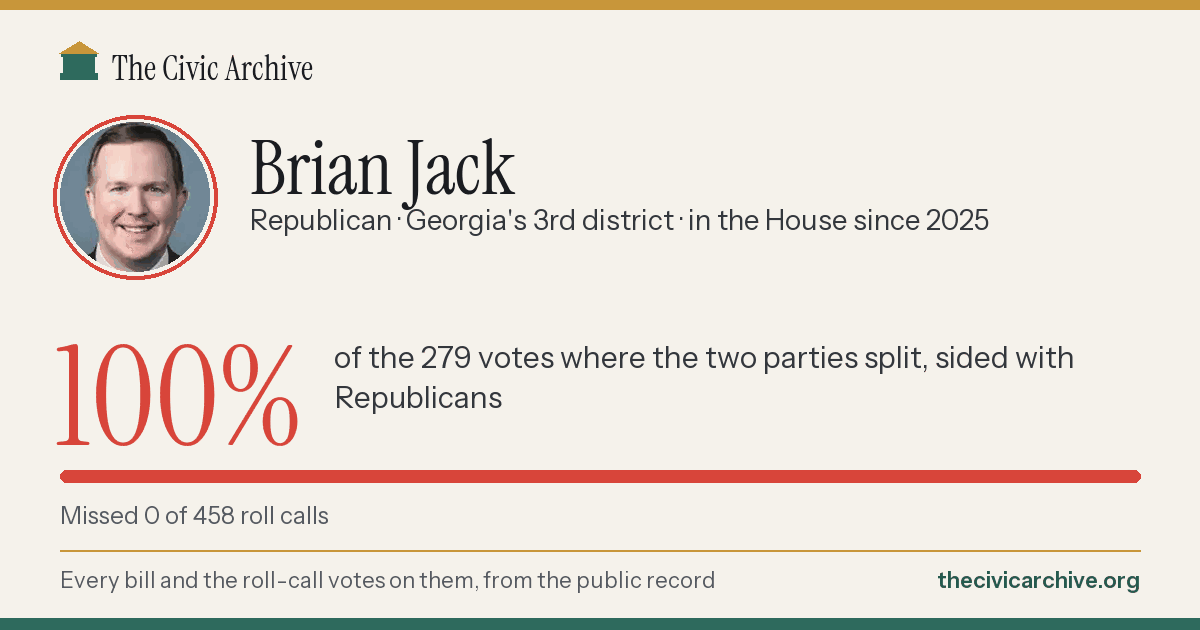 The Civic Archive
Brian Jack
Republican · Georgia's 3rd district · in the House since 2025
100%
of the 279 votes where the two parties split, sided with
Republicans
Missed 0 of 458 roll calls
Every bill and the roll-call votes on them, from the public record
thecivicarchive.org